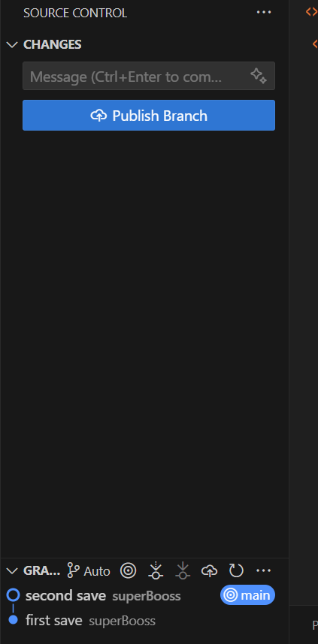 SOURCE CONTROL
CHANGES
Message (Ctrl+Enter to com...
Publish Branch
GRA... Auto
second save superBooss main
first save superBooss
P